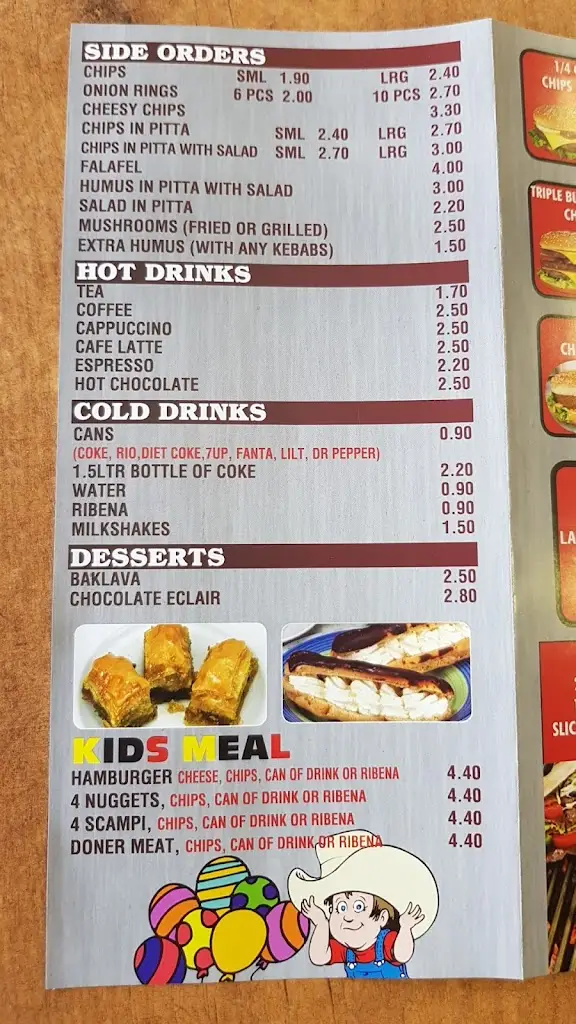 SIDE ORDERS
CHIPS SML 1.90 LRG 2.40
ONION RINGS 6 PCS 2.00 10 PCS 2.70
CHEESY CHIPS 3.30
CHIPS IN PITTA SML 2.40 LRG 2.70
CHIPS IN PITTA WITH SALAD SML 2.70 LRG 3.00
FALAFEL 4.00
HUMUS IN PITTA WITH SALAD 3.00
SALAD IN PITTA 2.20
MUSHROOMS (FRIED OR GRILLED) 2.50
EXTRA HUMUS (WITH ANY KEBABS) 1.50
HOT DRINKS
TEA 1.70
COFFEE 2.50
CAPPUCCINO 2.50
CAFE LATTE 2.50
ESPRESSO 2.20
HOT CHOCOLATE 2.50
COLD DRINKS
CANS 0.90
(COKE, RIO,DIET COKE,7UP, FANTA, LILT, DR PEPPER)
1.5LTR BOTTLE OF COKE 2.20
WATER 0.90
RIBENA 0.90
MILKSHAKES 1.50
DESSERTS
BAKLAVA 2.50
CHOCOLATE ECLAIR 2.80
KIDS MEAL
HAMBURGER CHEESE, CHIPS, CAN OF DRINK OR RIBENA 4.40
4 NUGGETS, CHIPS, CAN OF DRINK OR RIBENA 4.40
4 SCAMPI, CHIPS, CAN OF DRINK OR RIBENA 4.40
DONER MEAT, CHIPS, CAN OF DRINK OR RIBENA 4.40
1/4
CHIPS
TRIPLE